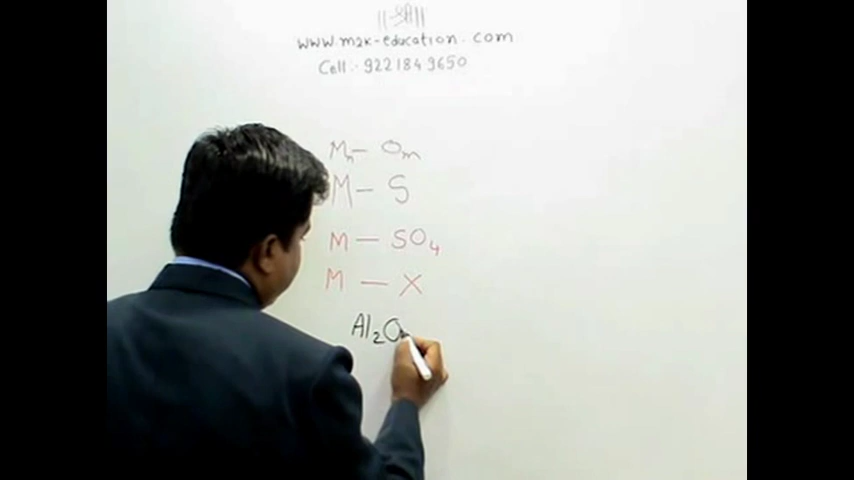 www.m2k-education.com
Cell:- 9221849650
Mn — Om
M — S
M — SO4
M — X
Al2O